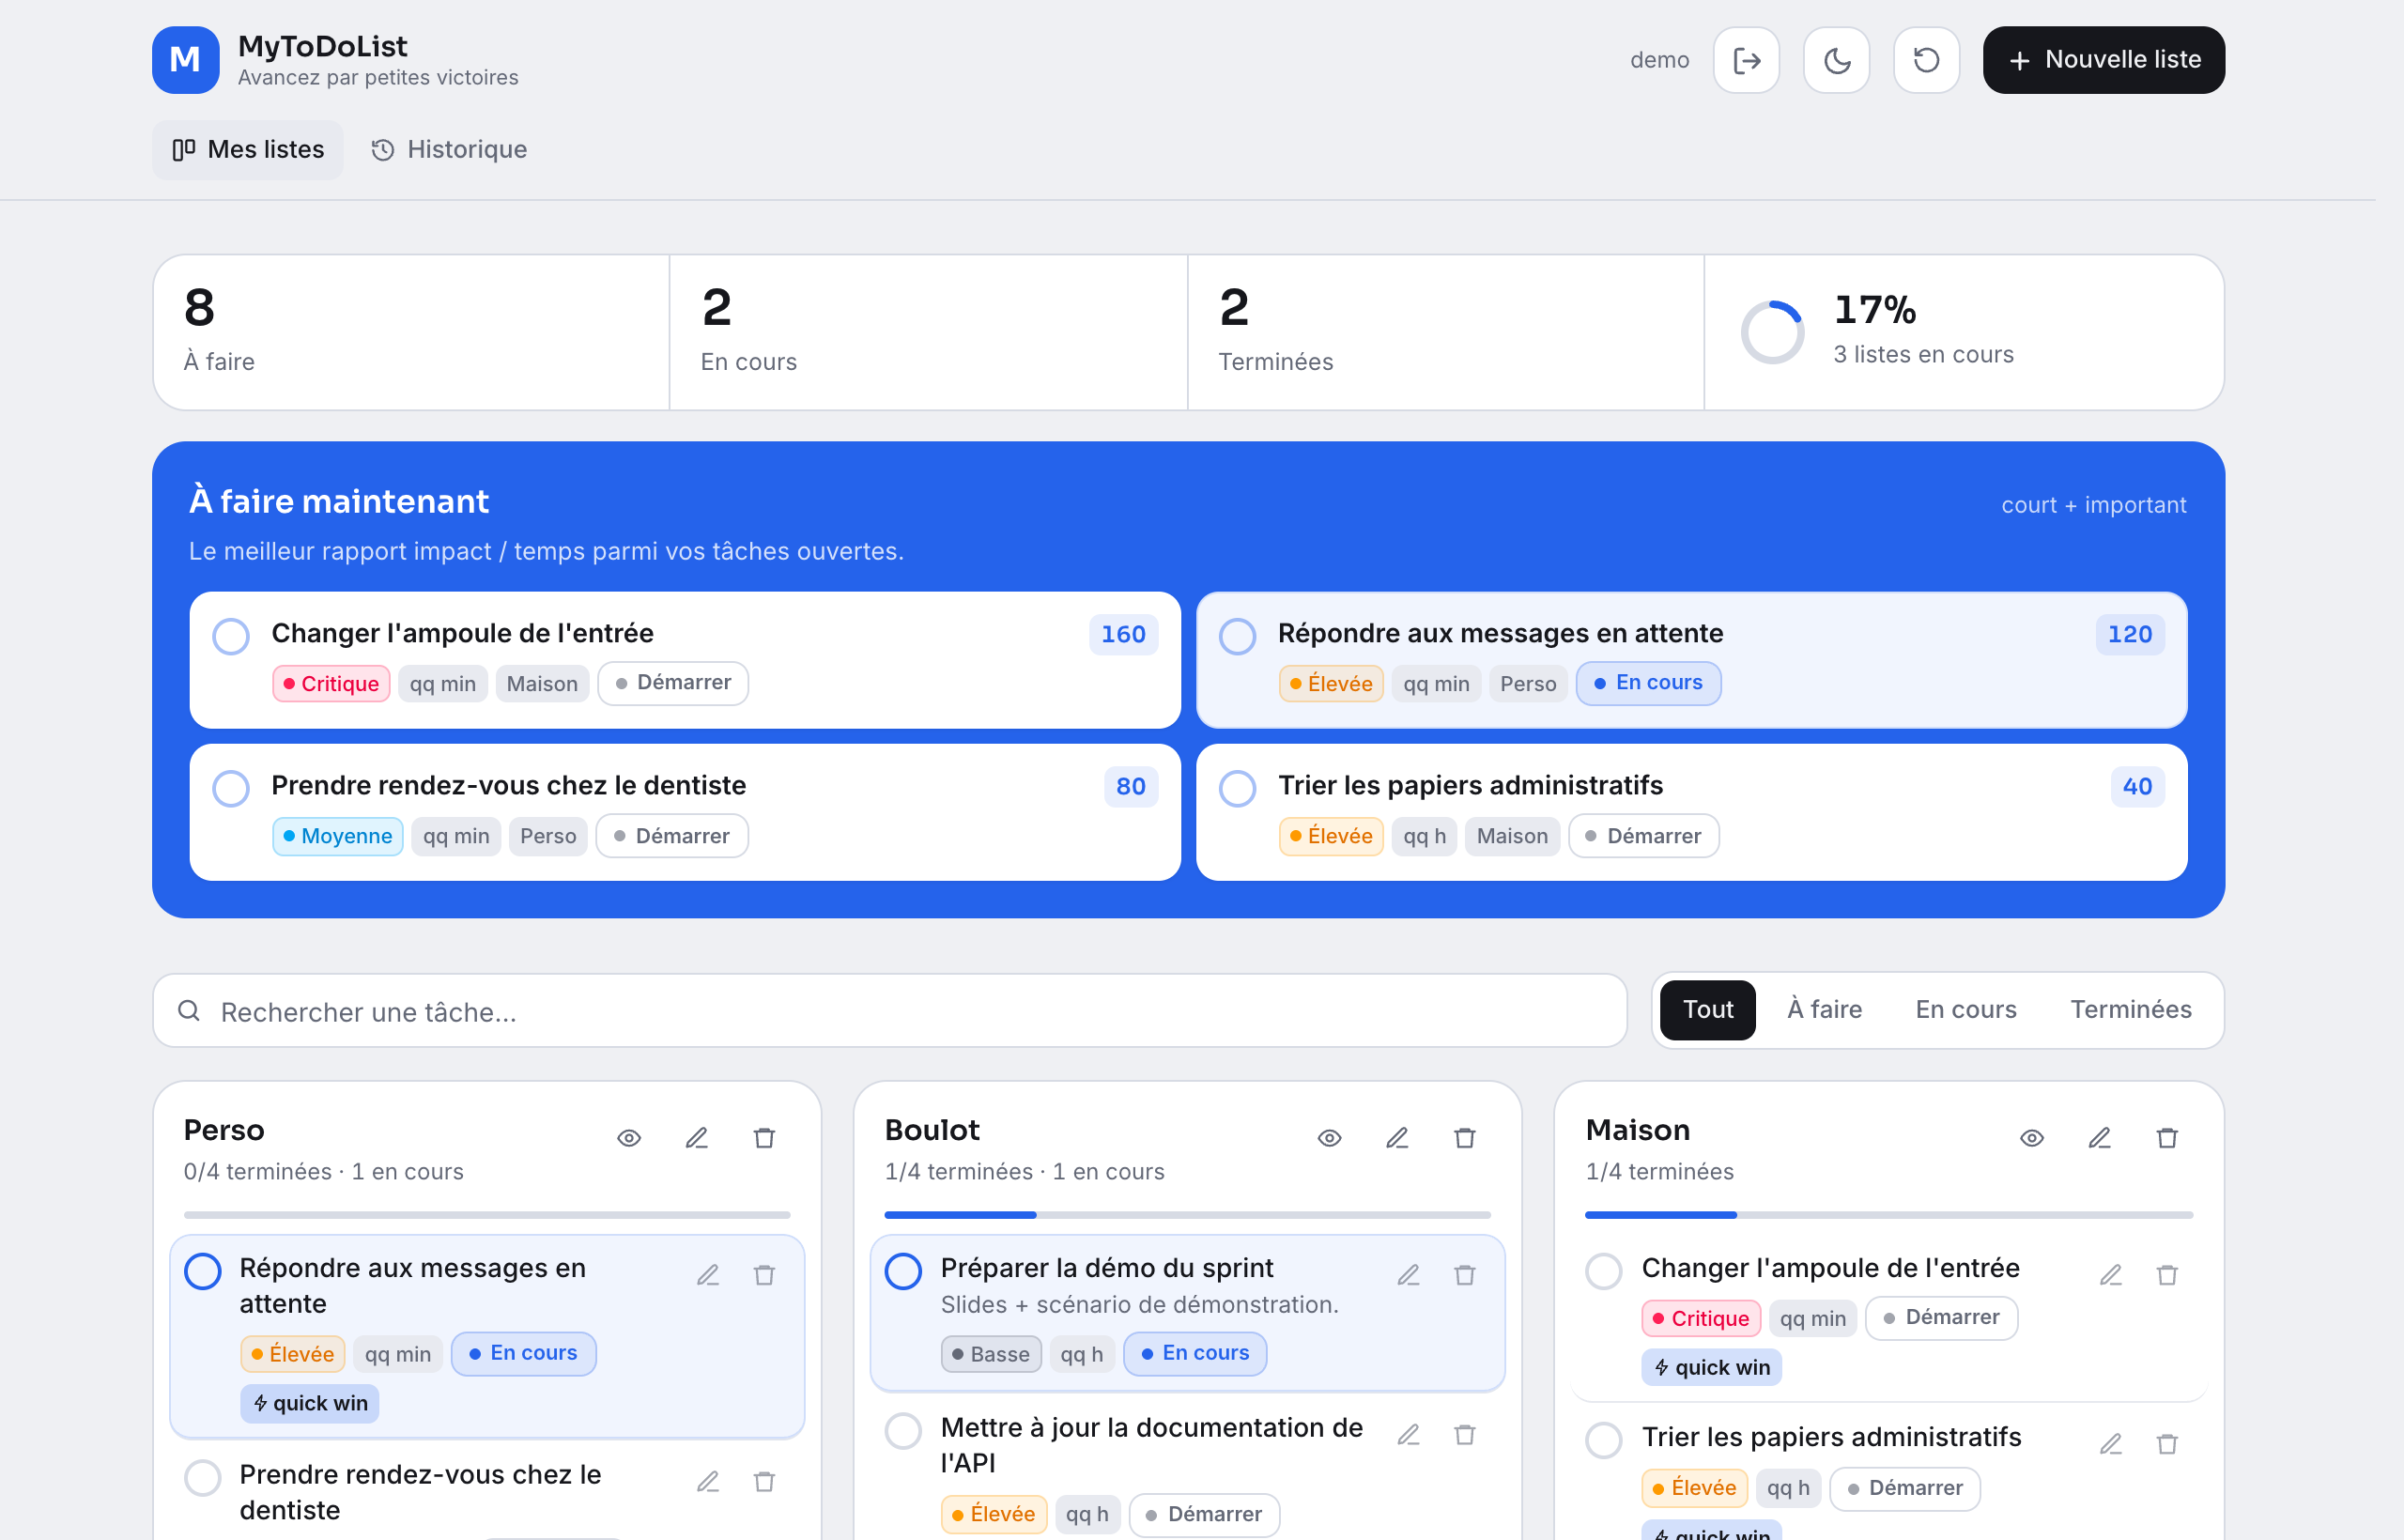 M
MyToDoList
Avancez par petites victoires
demo
Nouvelle liste
Mes listes
Historique
8
À faire
2
En cours
2
Terminées
17%
3 listes en cours
À faire maintenant
court + important
Le meilleur rapport impact / temps parmi vos tâches ouvertes.
Changer l'ampoule de l'entrée
160
Critique
qq min
Maison
Démarrer
Répondre aux messages en attente
120
Élevée
qq min
Perso
En cours
Prendre rendez-vous chez le dentiste
80
Moyenne
qq min
Perso
Démarrer
Trier les papiers administratifs
40
Élevée
qq h
Maison
Démarrer
Rechercher une tâche...
Tout
À faire
En cours
Terminées
Perso
0/4 terminées · 1 en cours
Répondre aux messages en
attente
Élevée
qq min
En cours
quick win
Prendre rendez-vous chez le
dentiste
Boulot
1/4 terminées · 1 en cours
Préparer la démo du sprint
Slides + scénario de démonstration.
Basse
qq h
En cours
Mettre à jour la documentation de
l'API
Élevée
qq h
Démarrer
Maison
1/4 terminées
Changer l'ampoule de l'entrée
Critique
qq min
Démarrer
quick win
Trier les papiers administratifs
Élevée
qq h
Démarrer
quick win